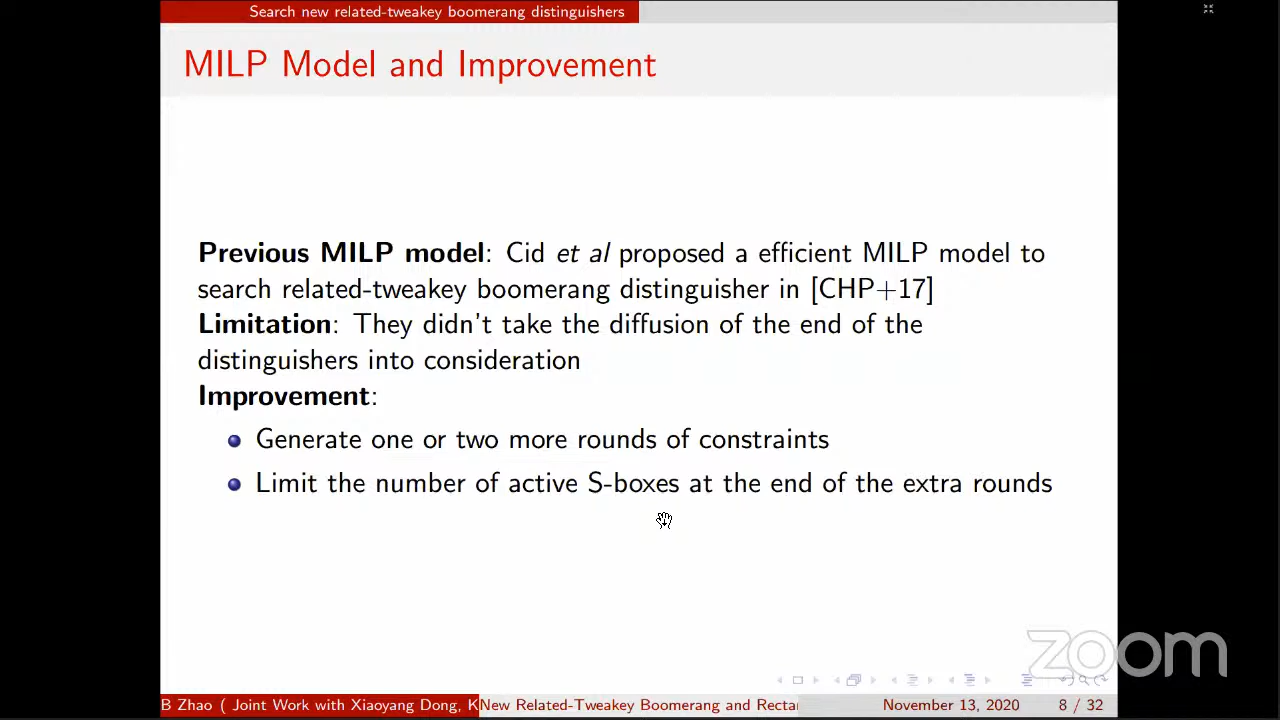 Search new related-tweakey boomerang distinguishers
MILP Model and Improvement
Previous MILP model: Cid et al proposed a efficient MILP model to
search related-tweakey boomerang distinguisher in [CHP+17]
Limitation: They didn't take the diffusion of the end of the
distinguishers into consideration
Improvement:
Generate one or two more rounds of constraints
Limit the number of active S-boxes at the end of the extra rounds
zoom
B Zhao ( Joint Work with Xiaoyang Dong, K
New Related-Tweakey Boomerang and Recta
November 13, 2020
8 / 32